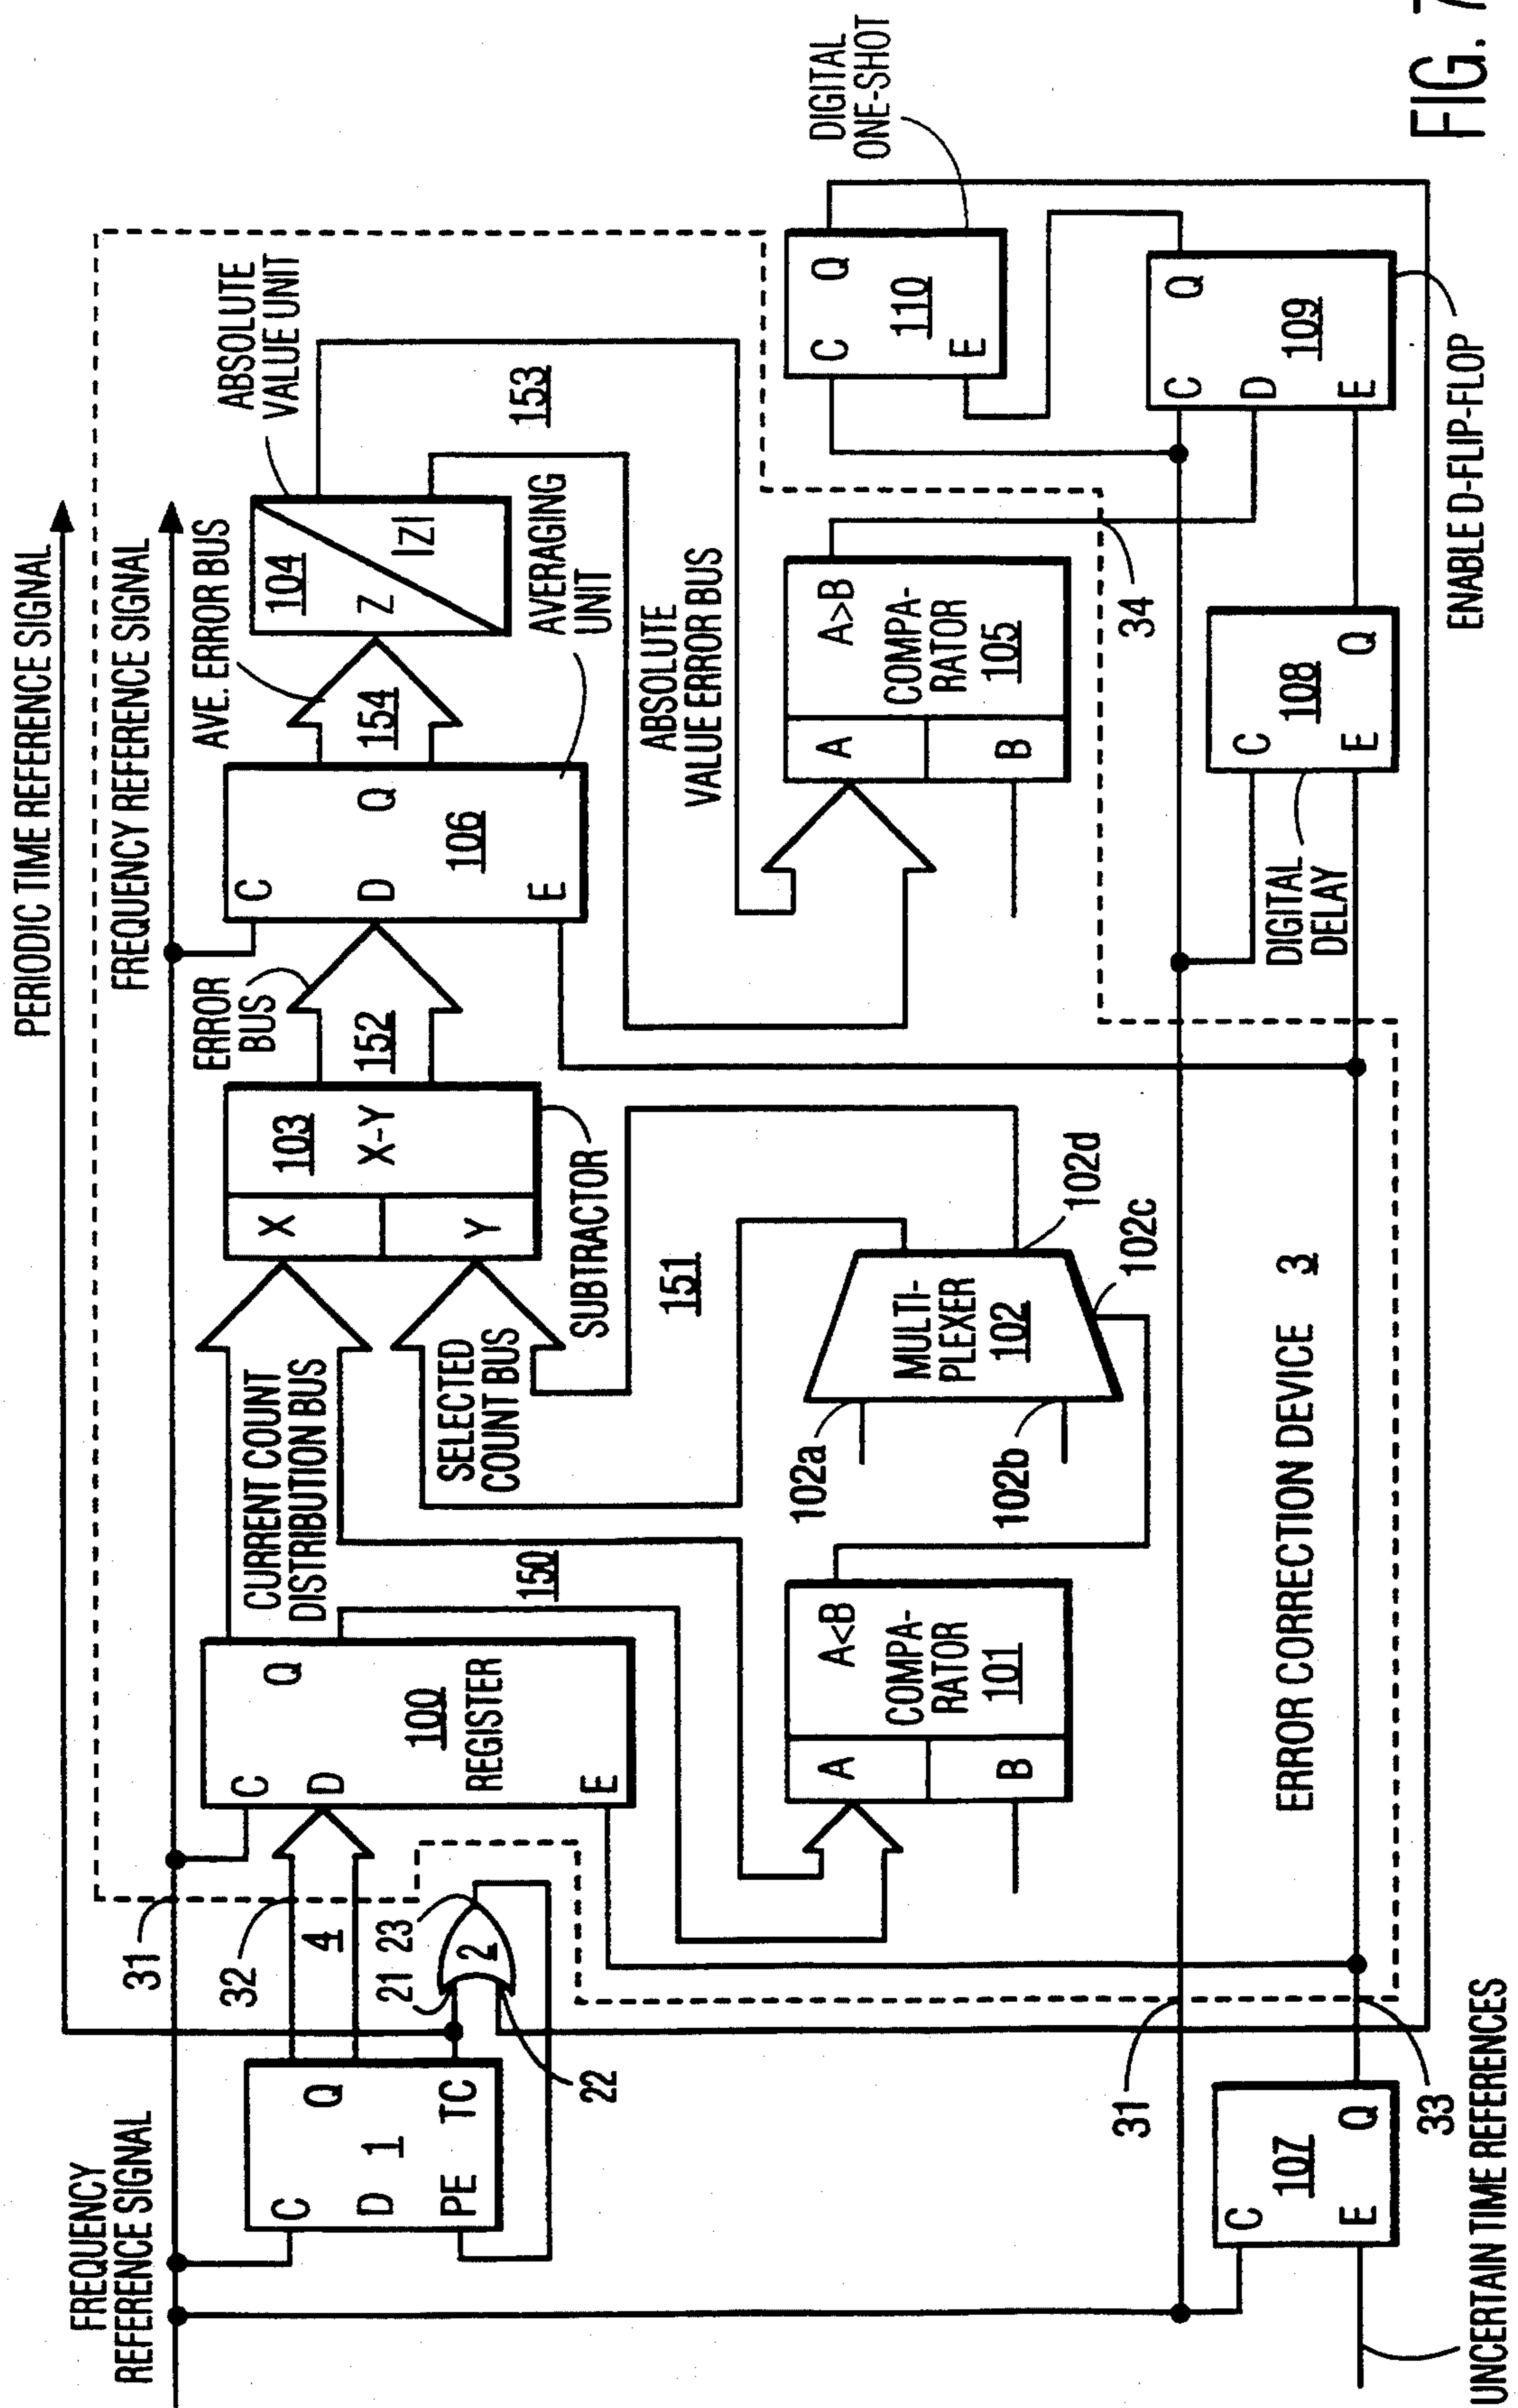 PERIODIC TIME REFERENCE SIGNAL
FREQUENCY REFERENCE SIGNAL
FREQUENCY
REFERENCE SIGNAL
C
Q
D
1
PE
TC
31
32
4
21
23
2
22
C
Q
D
100
REGISTER
E
CURRENT COUNT
DISTRIBUTION BUS
150
SELECTED
COUNT BUS
X
Y
103
X-Y
SUBTRACTOR
ERROR
BUS
152
C
D
Q
106
E
AVERAGING
UNIT
AVE. ERROR BUS
154
104
Z
|Z|
ABSOLUTE
VALUE UNIT
153
ABSOLUTE
VALUE ERROR BUS
A
B
A<B
COMPA-
RATOR
101
102a
102b
MULTI-
PLEXER
102
102d
102c
151
A
B
A>B
COMPA-
RATOR
105
34
C
Q
110
E
DIGITAL
ONE-SHOT
31
ERROR CORRECTION DEVICE 3
C
107
E
Q
33
UNCERTAIN TIME REFERENCES
C
108
E
Q
DIGITAL
DELAY
C
Q
D
109
E
ENABLE D-FLIP-FLOP
FIG. 7